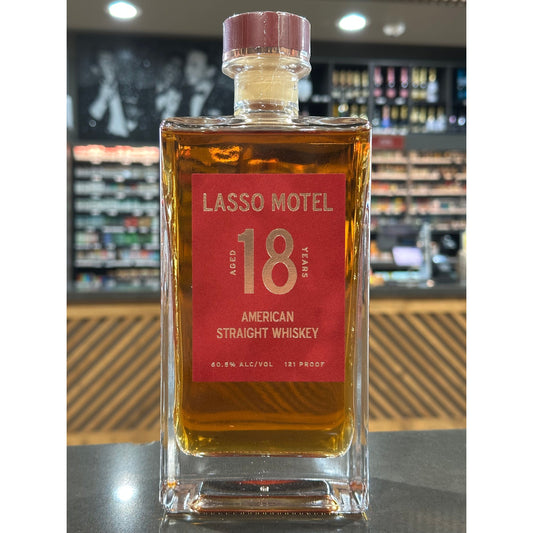 LASSO MOTEL
AGED 18 YEARS
AMERICAN
STRAIGHT WHISKEY
60.5% ALC/VOL 121 PROOF